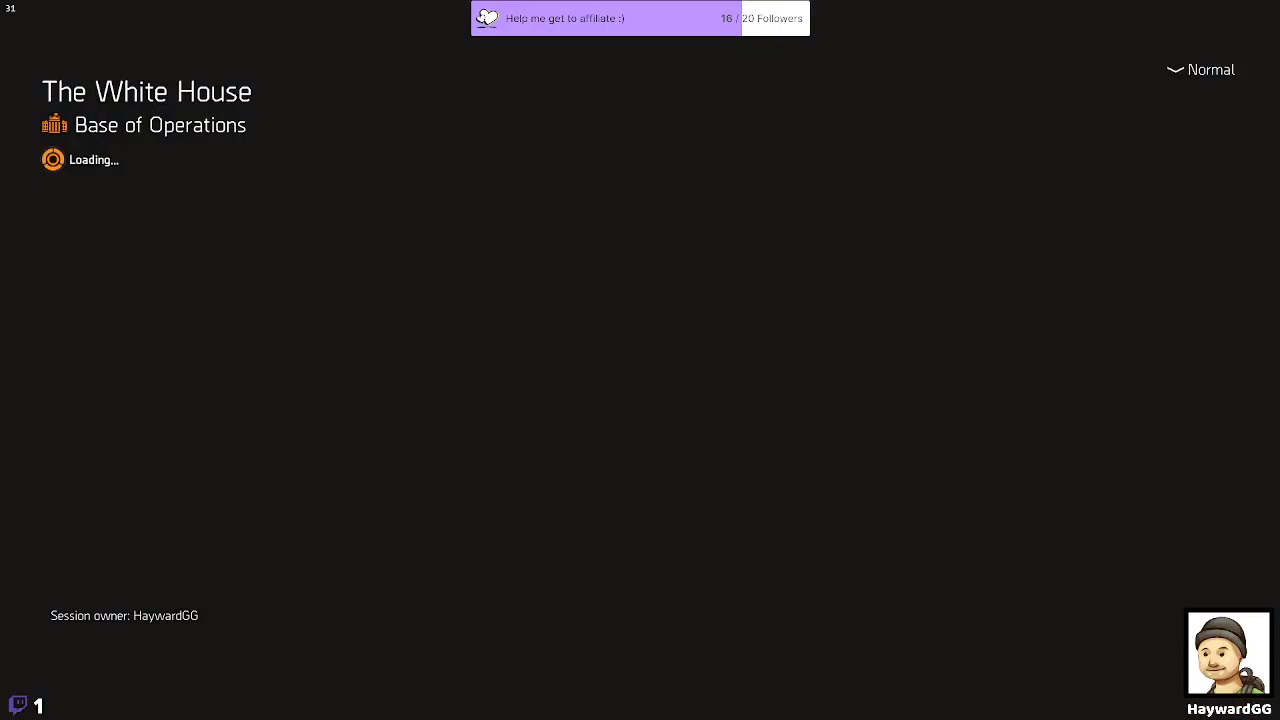 31
Help me get to affiliate :)
16 / 20 Followers
Normal
The White House
Base of Operations
Loading...
Session owner: HaywardGG
1
HaywardGG